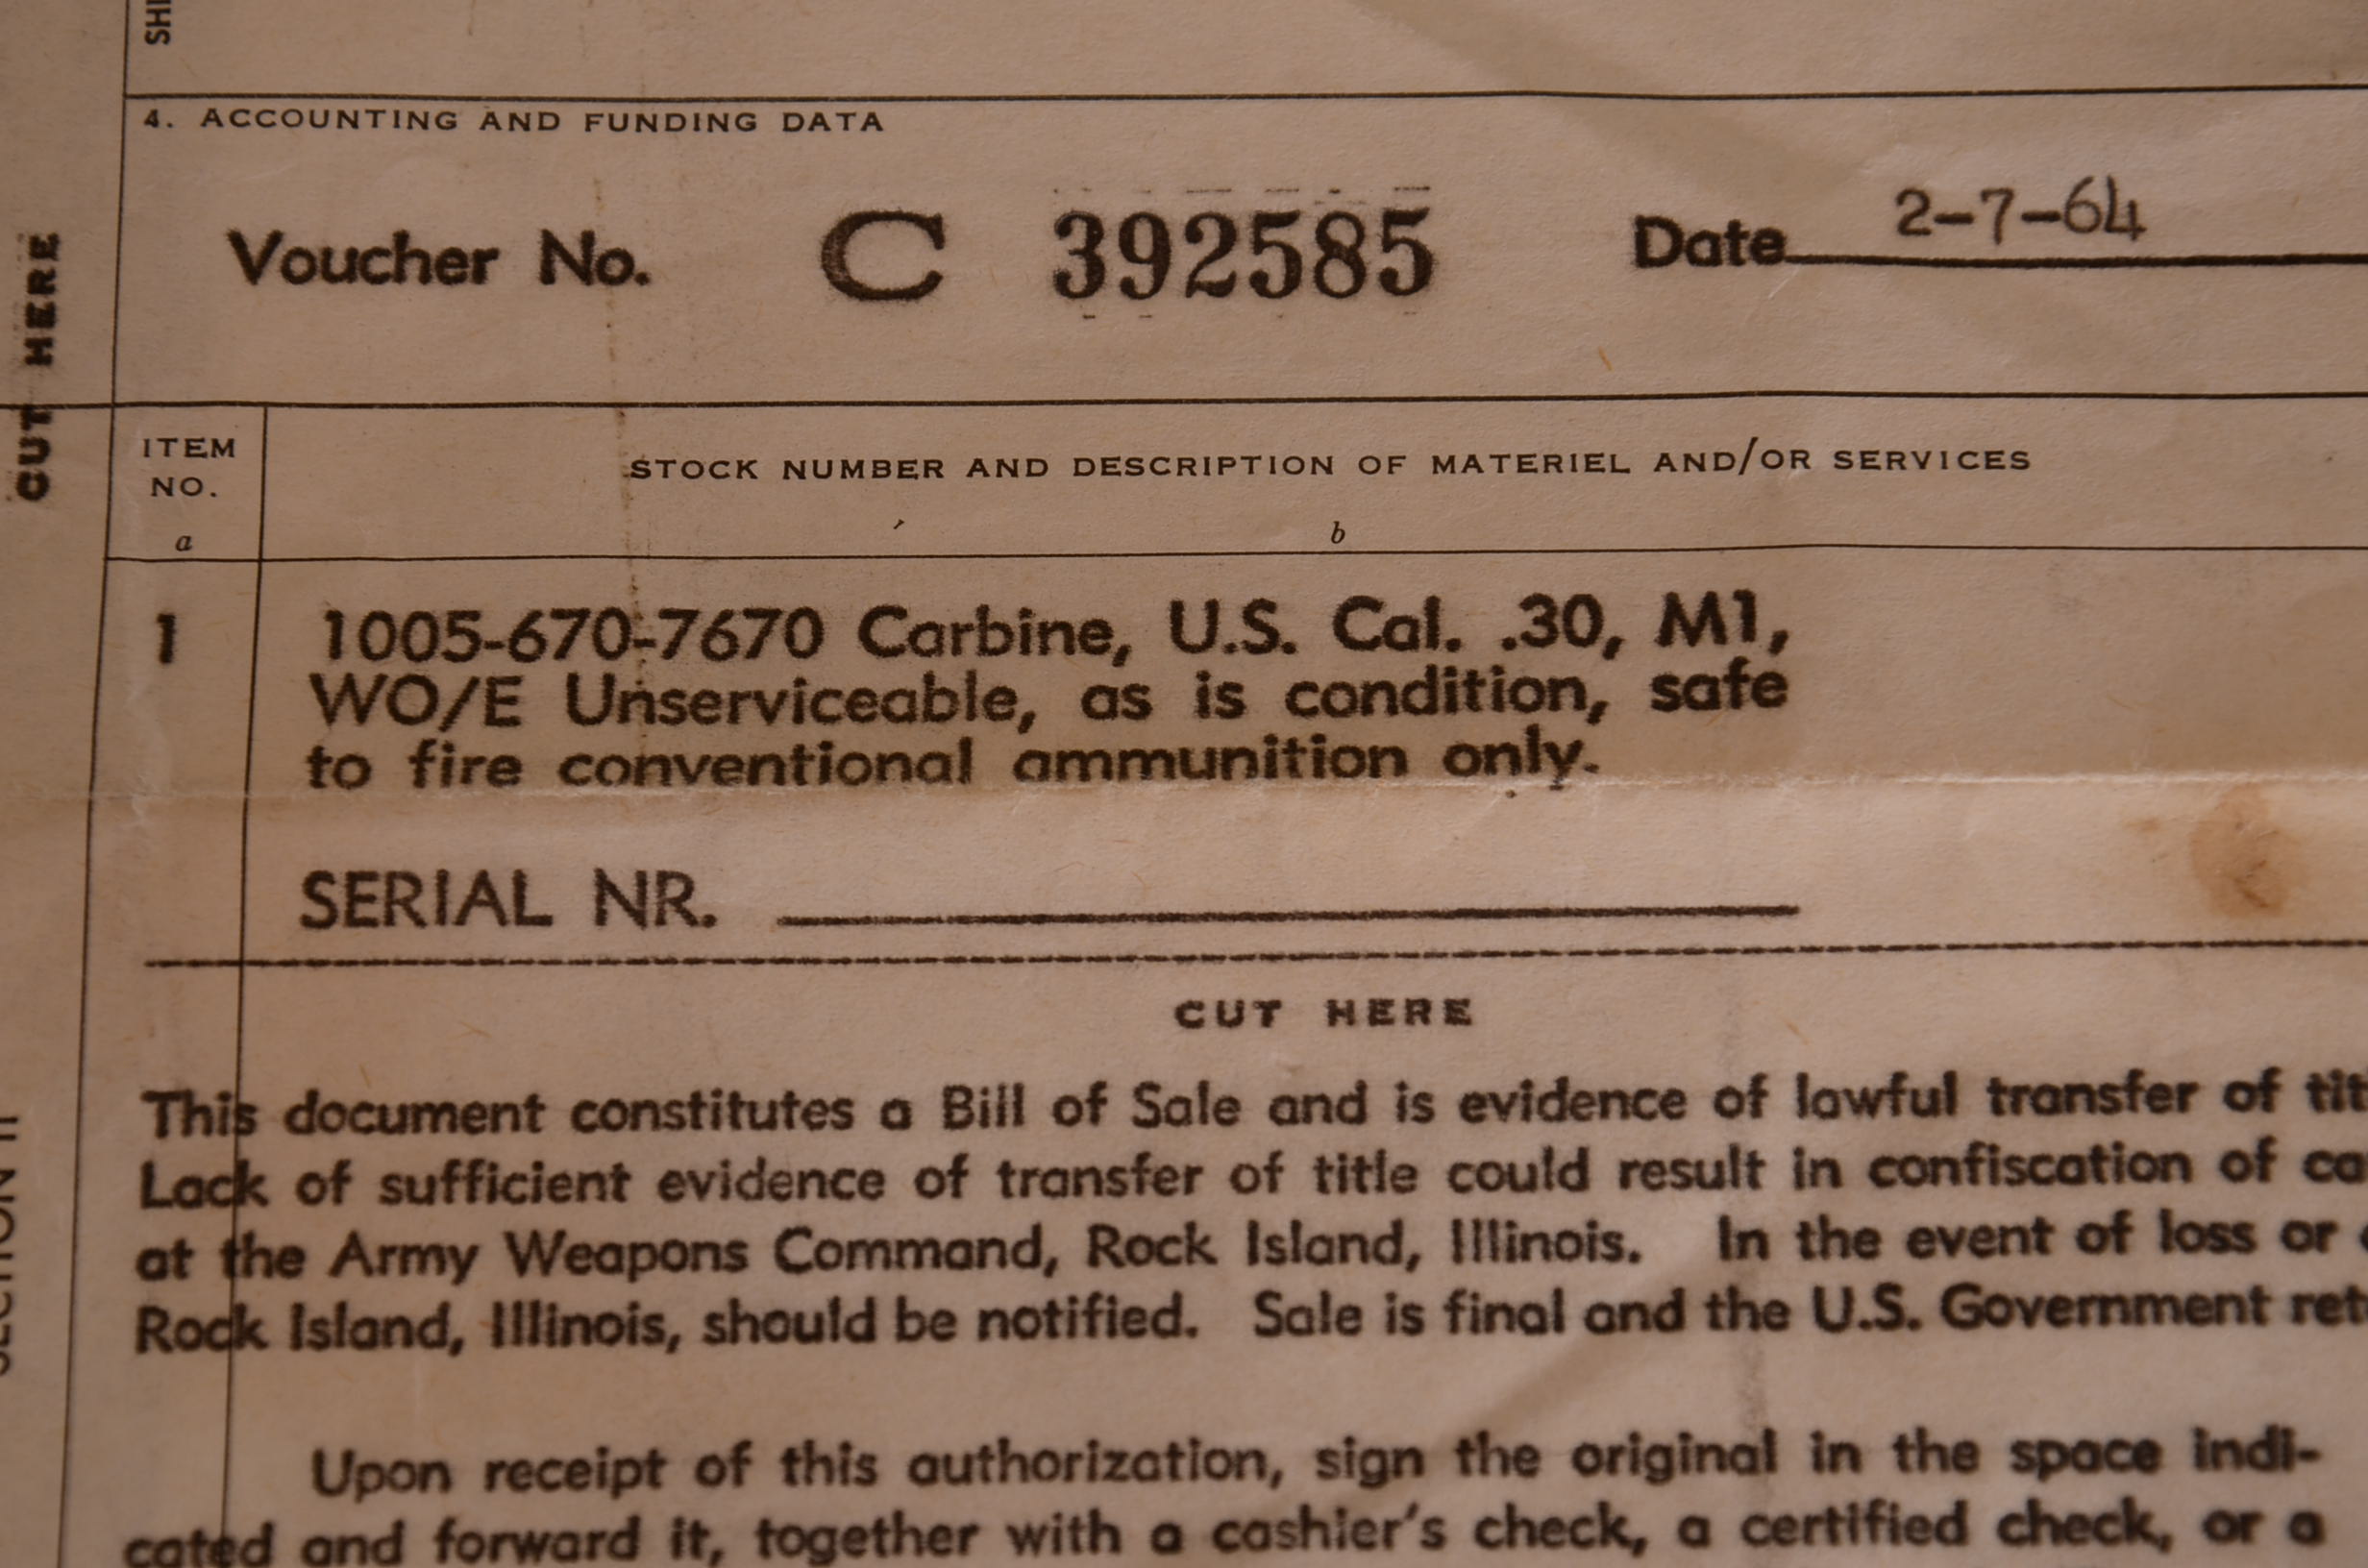 SHI
4. ACCOUNTING AND FUNDING DATA
Voucher No. C 392585 Date 2-7-64
CUT HERE
ITEM NO. STOCK NUMBER AND DESCRIPTION OF MATERIEL AND/OR SERVICES
a b
1 1005-670-7670 Carbine, U.S. Cal. .30, M1,
WO/E Unserviceable, as is condition, safe
to fire conventional ammunition only.
SERIAL NR.
CUT HERE
This document constitutes a Bill of Sale and is evidence of lawful transfer of tit
Lack of sufficient evidence of transfer of title could result in confiscation of ca
at the Army Weapons Command, Rock Island, Illinois. In the event of loss or
Rock Island, Illinois, should be notified. Sale is final and the U.S. Government ret
SECTION II
Upon receipt of this authorization, sign the original in the space indi-
cated and forward it, together with a cashier's check, a certified check, or a